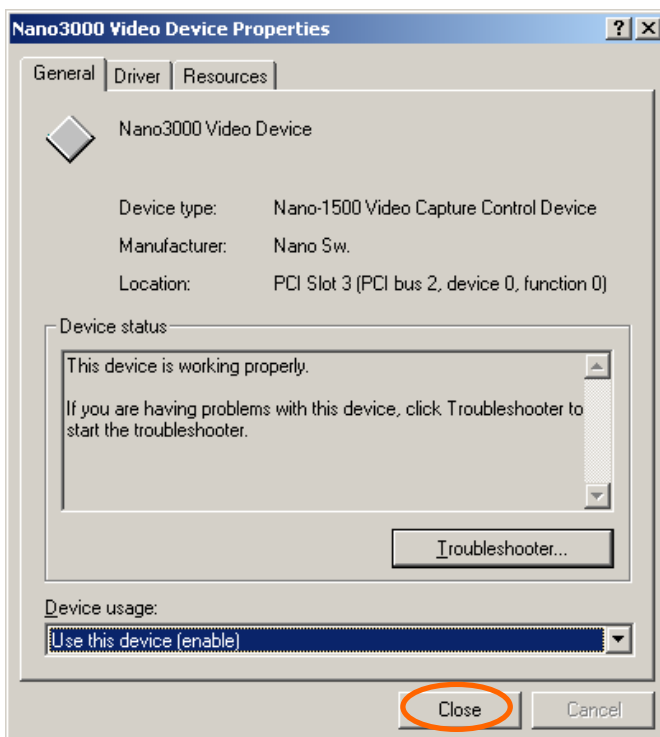 Nano3000 Video Device Properties
? X
General Driver Resources
Nano3000 Video Device
Device type: Nano-1500 Video Capture Control Device
Manufacturer: Nano Sw.
Location: PCI Slot 3 (PCI bus 2, device 0, function 0)
Device status
This device is working properly.
If you are having problems with this device, click Troubleshooter to
start the troubleshooter.
Troubleshooter...
Device usage:
Use this device (enable)
Close Cancel